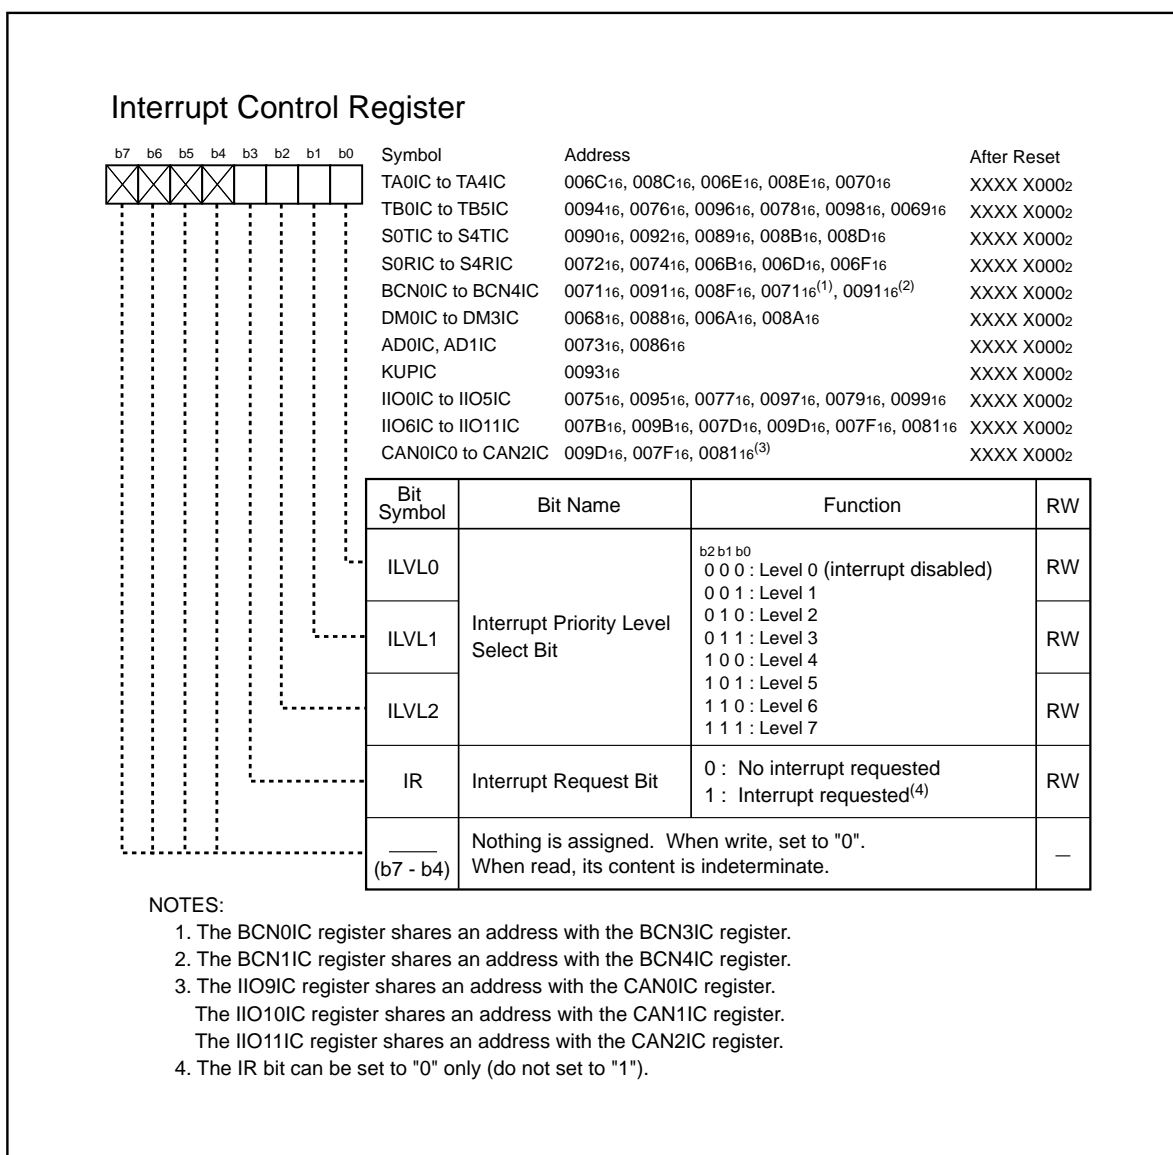 Interrupt Control Register
b7 b6 b5 b4 b3 b2 b1 b0
Symbol Address After Reset
TA0IC to TA4IC 006C16, 008C16, 006E16, 008E16, 007016 XXXX X0002
TB0IC to TB5IC 009416, 007616, 009616, 007816, 009816, 006916 XXXX X0002
S0TIC to S4TIC 009016, 009216, 008916, 008B16, 008D16 XXXX X0002
S0RIC to S4RIC 007216, 007416, 006B16, 006D16, 006F16 XXXX X0002
BCN0IC to BCN4IC 007116, 009116, 008F16, 007116(1), 009116(2) XXXX X0002
DM0IC to DM3IC 006816, 008816, 006A16, 008A16 XXXX X0002
AD0IC, AD1IC 007316, 008616 XXXX X0002
KUPIC 009316 XXXX X0002
IIO0IC to IIO5IC 007516, 009516, 007716, 009716, 007916, 009916 XXXX X0002
IIO6IC to IIO11IC 007B16, 009B16, 007D16, 009D16, 007F16, 008116 XXXX X0002
CAN0IC0 to CAN2IC 009D16, 007F16, 008116(3) XXXX X0002
Bit Symbol Bit Name Function RW
ILVL0 RW
ILVL1 RW
ILVL2 RW
Interrupt Priority Level
Select Bit
b2 b1 b0
0 0 0 : Level 0 (interrupt disabled)
0 0 1 : Level 1
0 1 0 : Level 2
0 1 1 : Level 3
1 0 0 : Level 4
1 0 1 : Level 5
1 1 0 : Level 6
1 1 1 : Level 7
IR Interrupt Request Bit RW
0 : No interrupt requested
1 : Interrupt requested(4)
(b7 - b4)
Nothing is assigned. When write, set to "0".
When read, its content is indeterminate.
NOTES:
1. The BCN0IC register shares an address with the BCN3IC register.
2. The BCN1IC register shares an address with the BCN4IC register.
3. The IIO9IC register shares an address with the CAN0IC register.
The IIO10IC register shares an address with the CAN1IC register.
The IIO11IC register shares an address with the CAN2IC register.
4. The IR bit can be set to "0" only (do not set to "1").